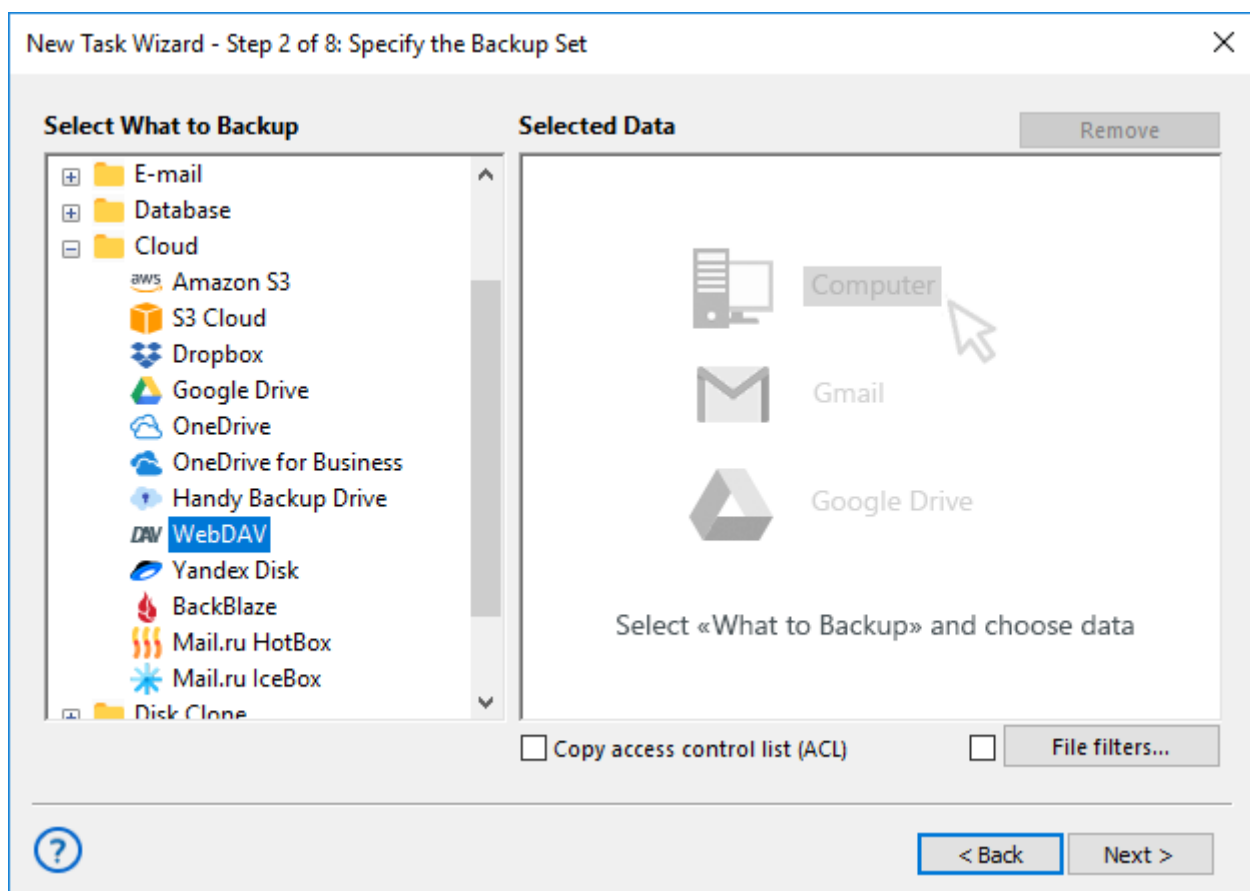 New Task Wizard - Step 2 of 8: Specify the Backup Set
Select What to Backup
E-mail
Database
Cloud
aws Amazon S3
S3 Cloud
Dropbox
Google Drive
OneDrive
OneDrive for Business
Handy Backup Drive
DAV WebDAV
Yandex Disk
BackBlaze
Mail.ru HotBox
Mail.ru IceBox
Disk Clone
Selected Data
Remove
Computer
Gmail
Google Drive
Select «What to Backup» and choose data
Copy access control list (ACL)
File filters...
?
< Back
Next >